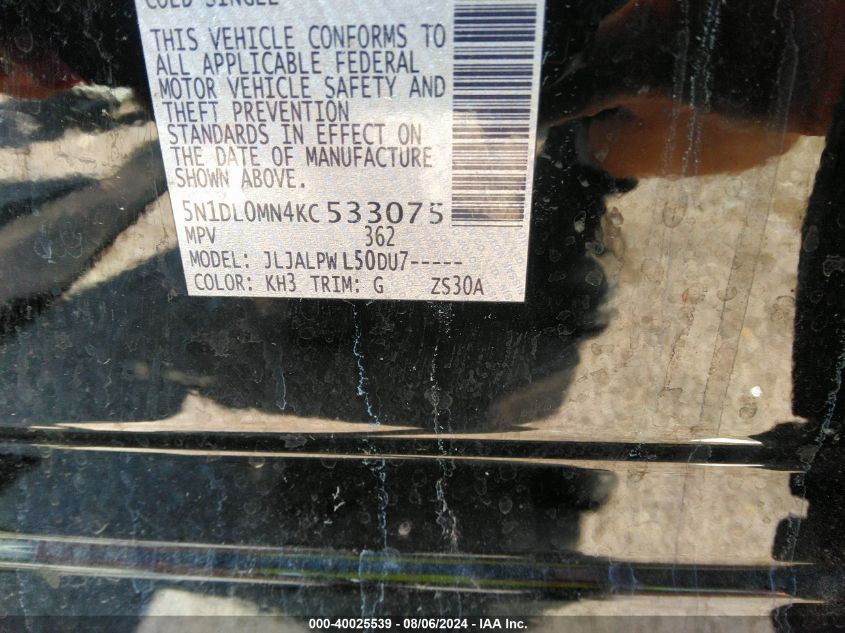 COLD SINGLE
THIS VEHICLE CONFORMS TO
ALL APPLICABLE FEDERAL
MOTOR VEHICLE SAFETY AND
THEFT PREVENTION
STANDARDS IN EFFECT ON
THE DATE OF MANUFACTURE
SHOWN ABOVE.
5N1DL0MN4KC533075
MPV 362
MODEL: JLJALPWL50DU7-----
COLOR: KH3 TRIM: G ZS30A
000-40025539 - 08/06/2024 - IAA Inc.